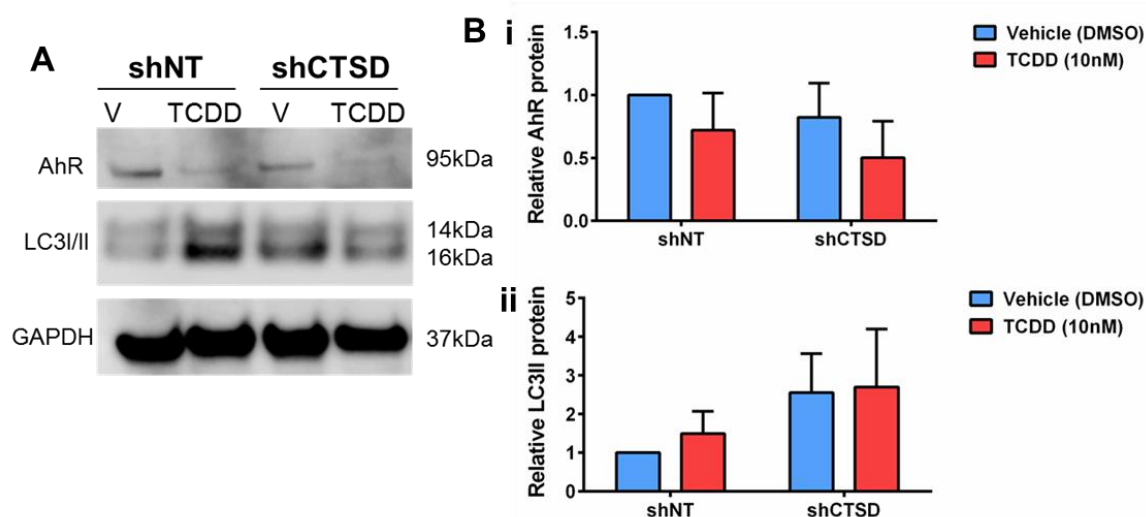 A
shNT shCTSD
V TCDD V TCDD
AhR 95kDa
LC3I/II 14kDa
16kDa
GAPDH 37kDa
B i
Relative AhR protein
1.5
1.0
0.5
0.0
shNT shCTSD
Vehicle (DMSO)
TCDD (10nM)
ii
Relative LC3II protein
5
4
3
2
1
0
shNT shCTSD
Vehicle (DMSO)
TCDD (10nM)